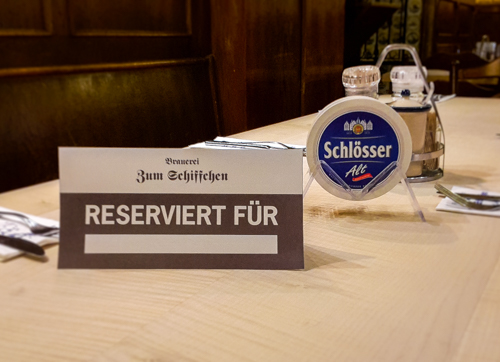 Brauerei
Zum Schiffchen
RESERVIERT FÜR
Schlösser
Alt